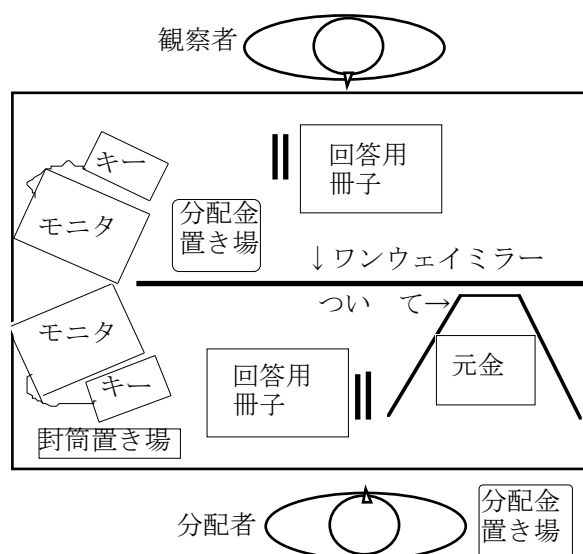 観察者
キー
回答用
冊子
モニタ
分配金
置き場
↓ワンウェイミラー
つい て→
モニタ
元金
回答用
冊子
キー
封筒置き場
分配者
分配金
置き場